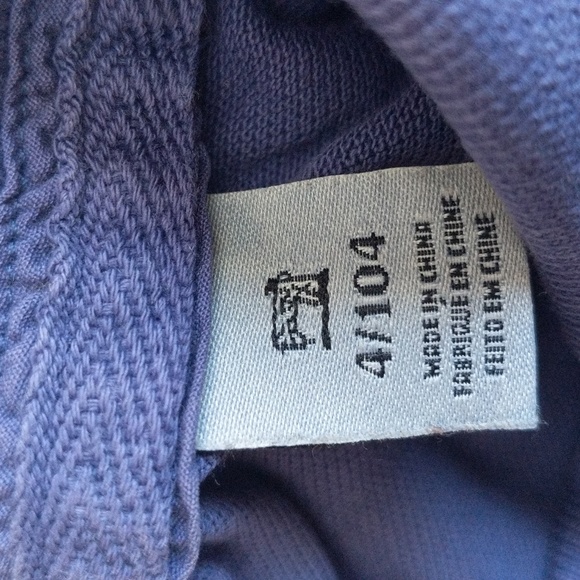 4/104
MADE IN CHINA
FABRIQUÉ EN CHINE
FEITO EM CHINE